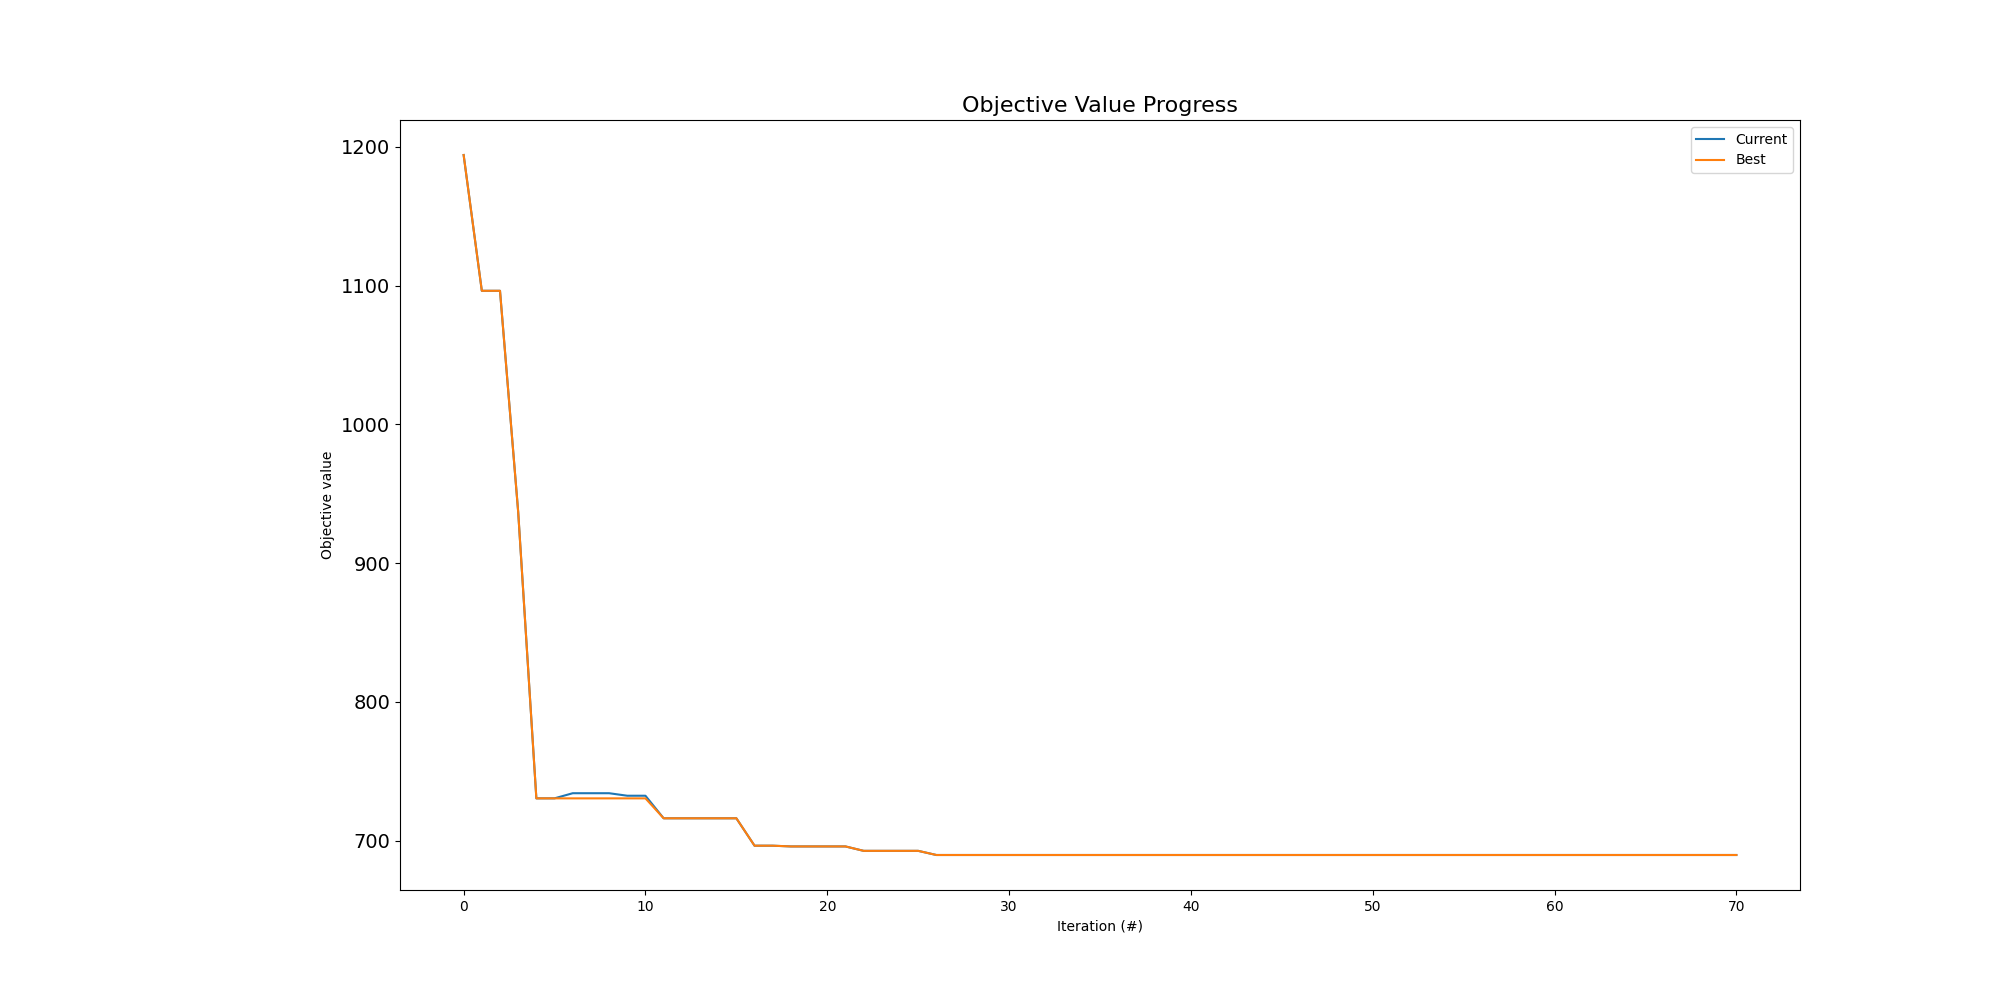 Objective Value Progress
Current
Best
1200
1100
1000
900
800
700
Objective value
0 10 20 30 40 50 60 70
Iteration (#)